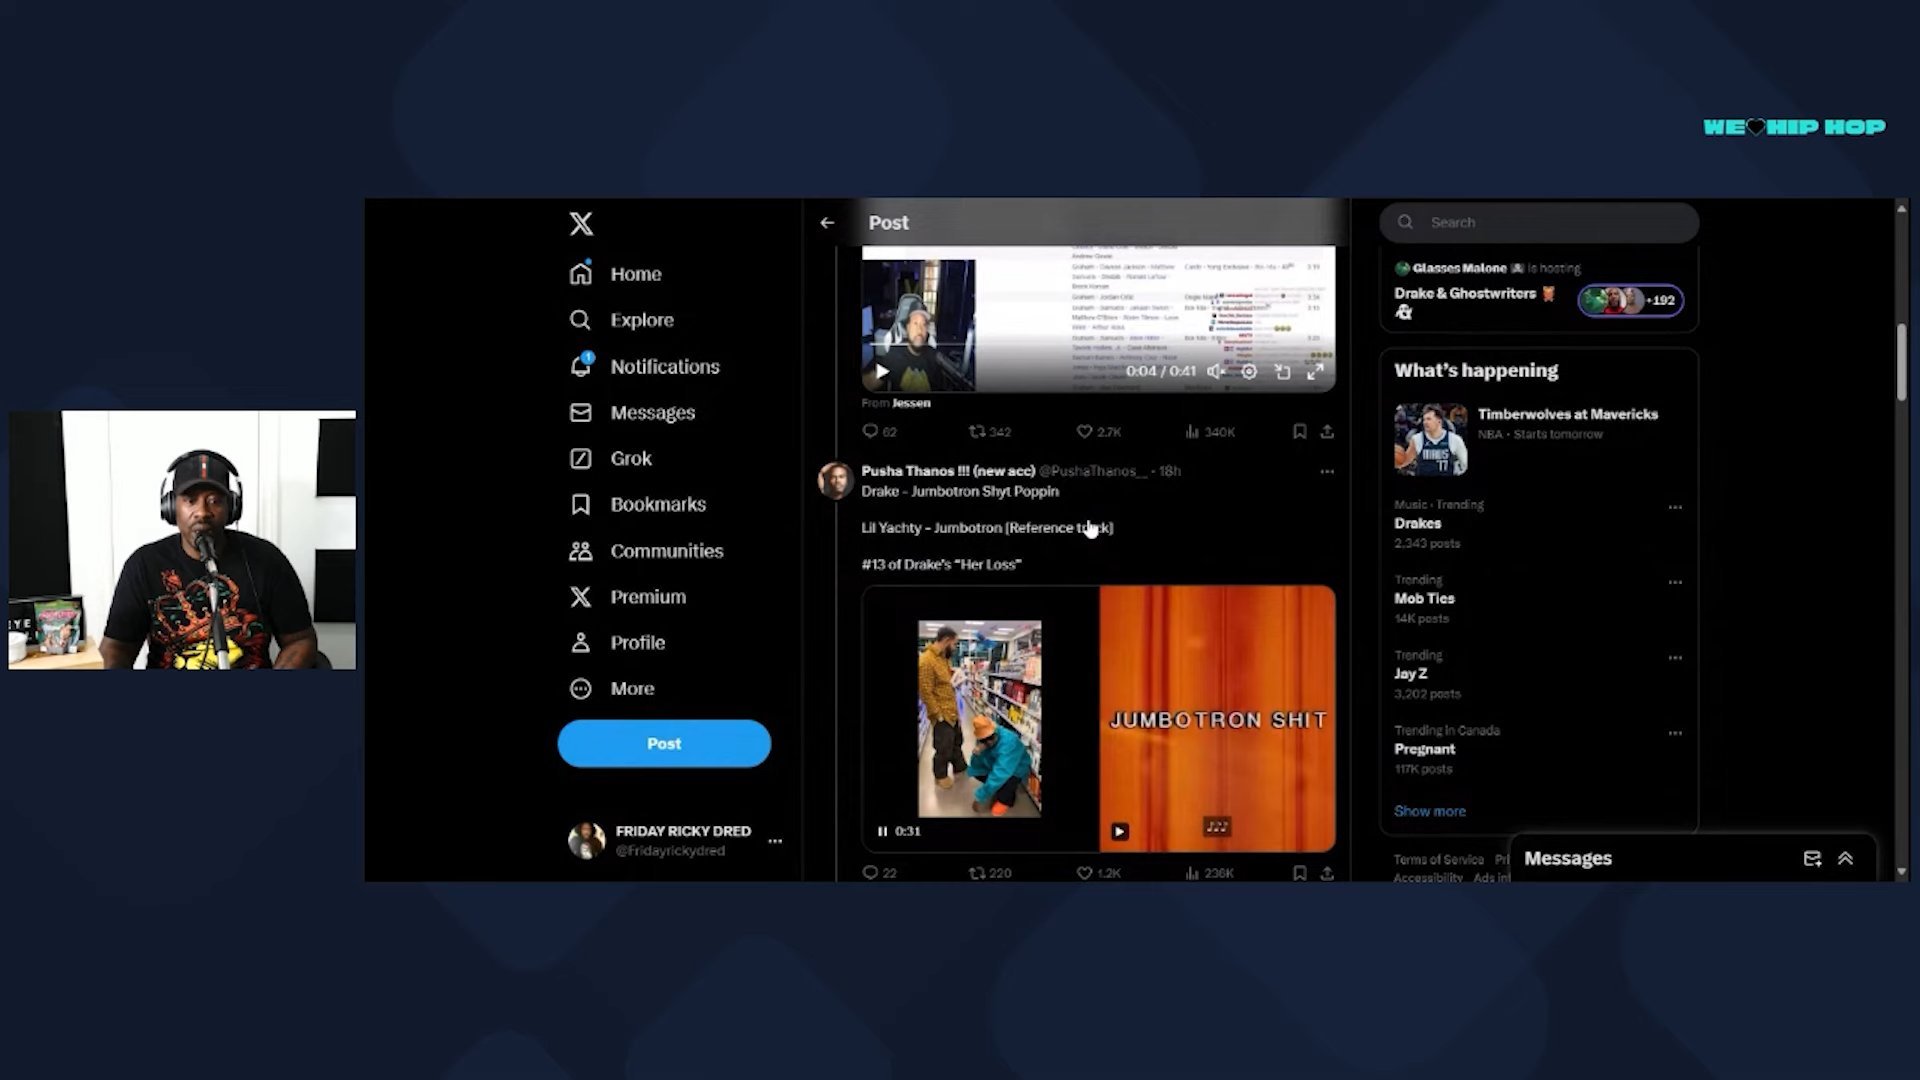 WE HIP HOP
X
Home
Explore
1
Notifications
Messages
Grok
Bookmarks
Communities
Premium
Profile
More
Post
FRIDAY RICKY DRED
@Fridayrickydred
Post
0:04 / 0:41
From Jessen
62 342 2.7K 340K
Pusha Thanos !!! (new acc) @PushaThanos__ · 18h
Drake - Jumbotron Shyt Poppin
Lil Yachty - Jumbotron [Reference track]
#13 of Drake's "Her Loss"
JUMBOTRON SHIT
0:31
22 220 1.2K 236K
Search
Glasses Malone is hosting
Drake & Ghostwriters
+192
What's happening
Timberwolves at Mavericks
NBA · Starts tomorrow
MAVS
77
Music · Trending
Drakes
2,343 posts
Trending
Mob Ties
14K posts
Trending
Jay Z
3,202 posts
Trending in Canada
Pregnant
117K posts
Show more
Terms of Service
Accessibility
Messages